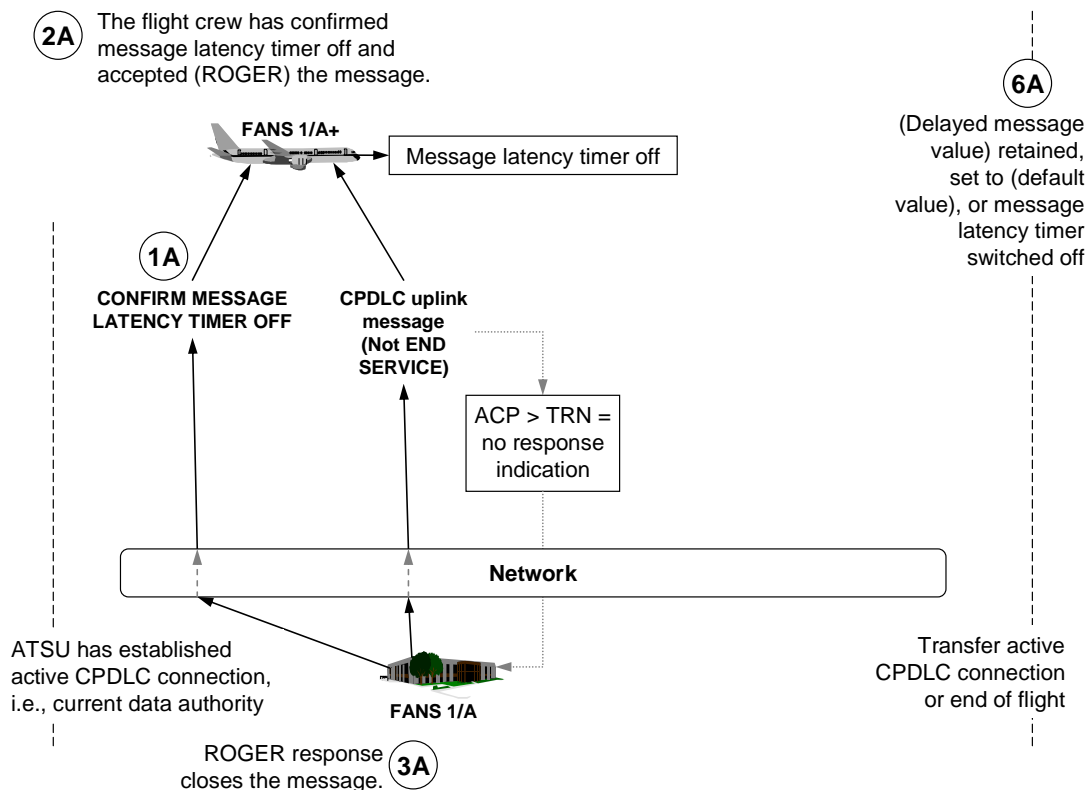 2A
The flight crew has confirmed
message latency timer off and
accepted (ROGER) the message.
6A
(Delayed message
value) retained,
set to (default
value), or message
latency timer
switched off
FANS 1/A+
Message latency timer off
1A
CONFIRM MESSAGE
LATENCY TIMER OFF
CPDLC uplink
message
(Not END
SERVICE)
ACP > TRN =
no response
indication
Network
ATSU has established
active CPDLC connection,
i.e., current data authority
FANS 1/A
Transfer active
CPDLC connection
or end of flight
ROGER response
closes the message.
3A